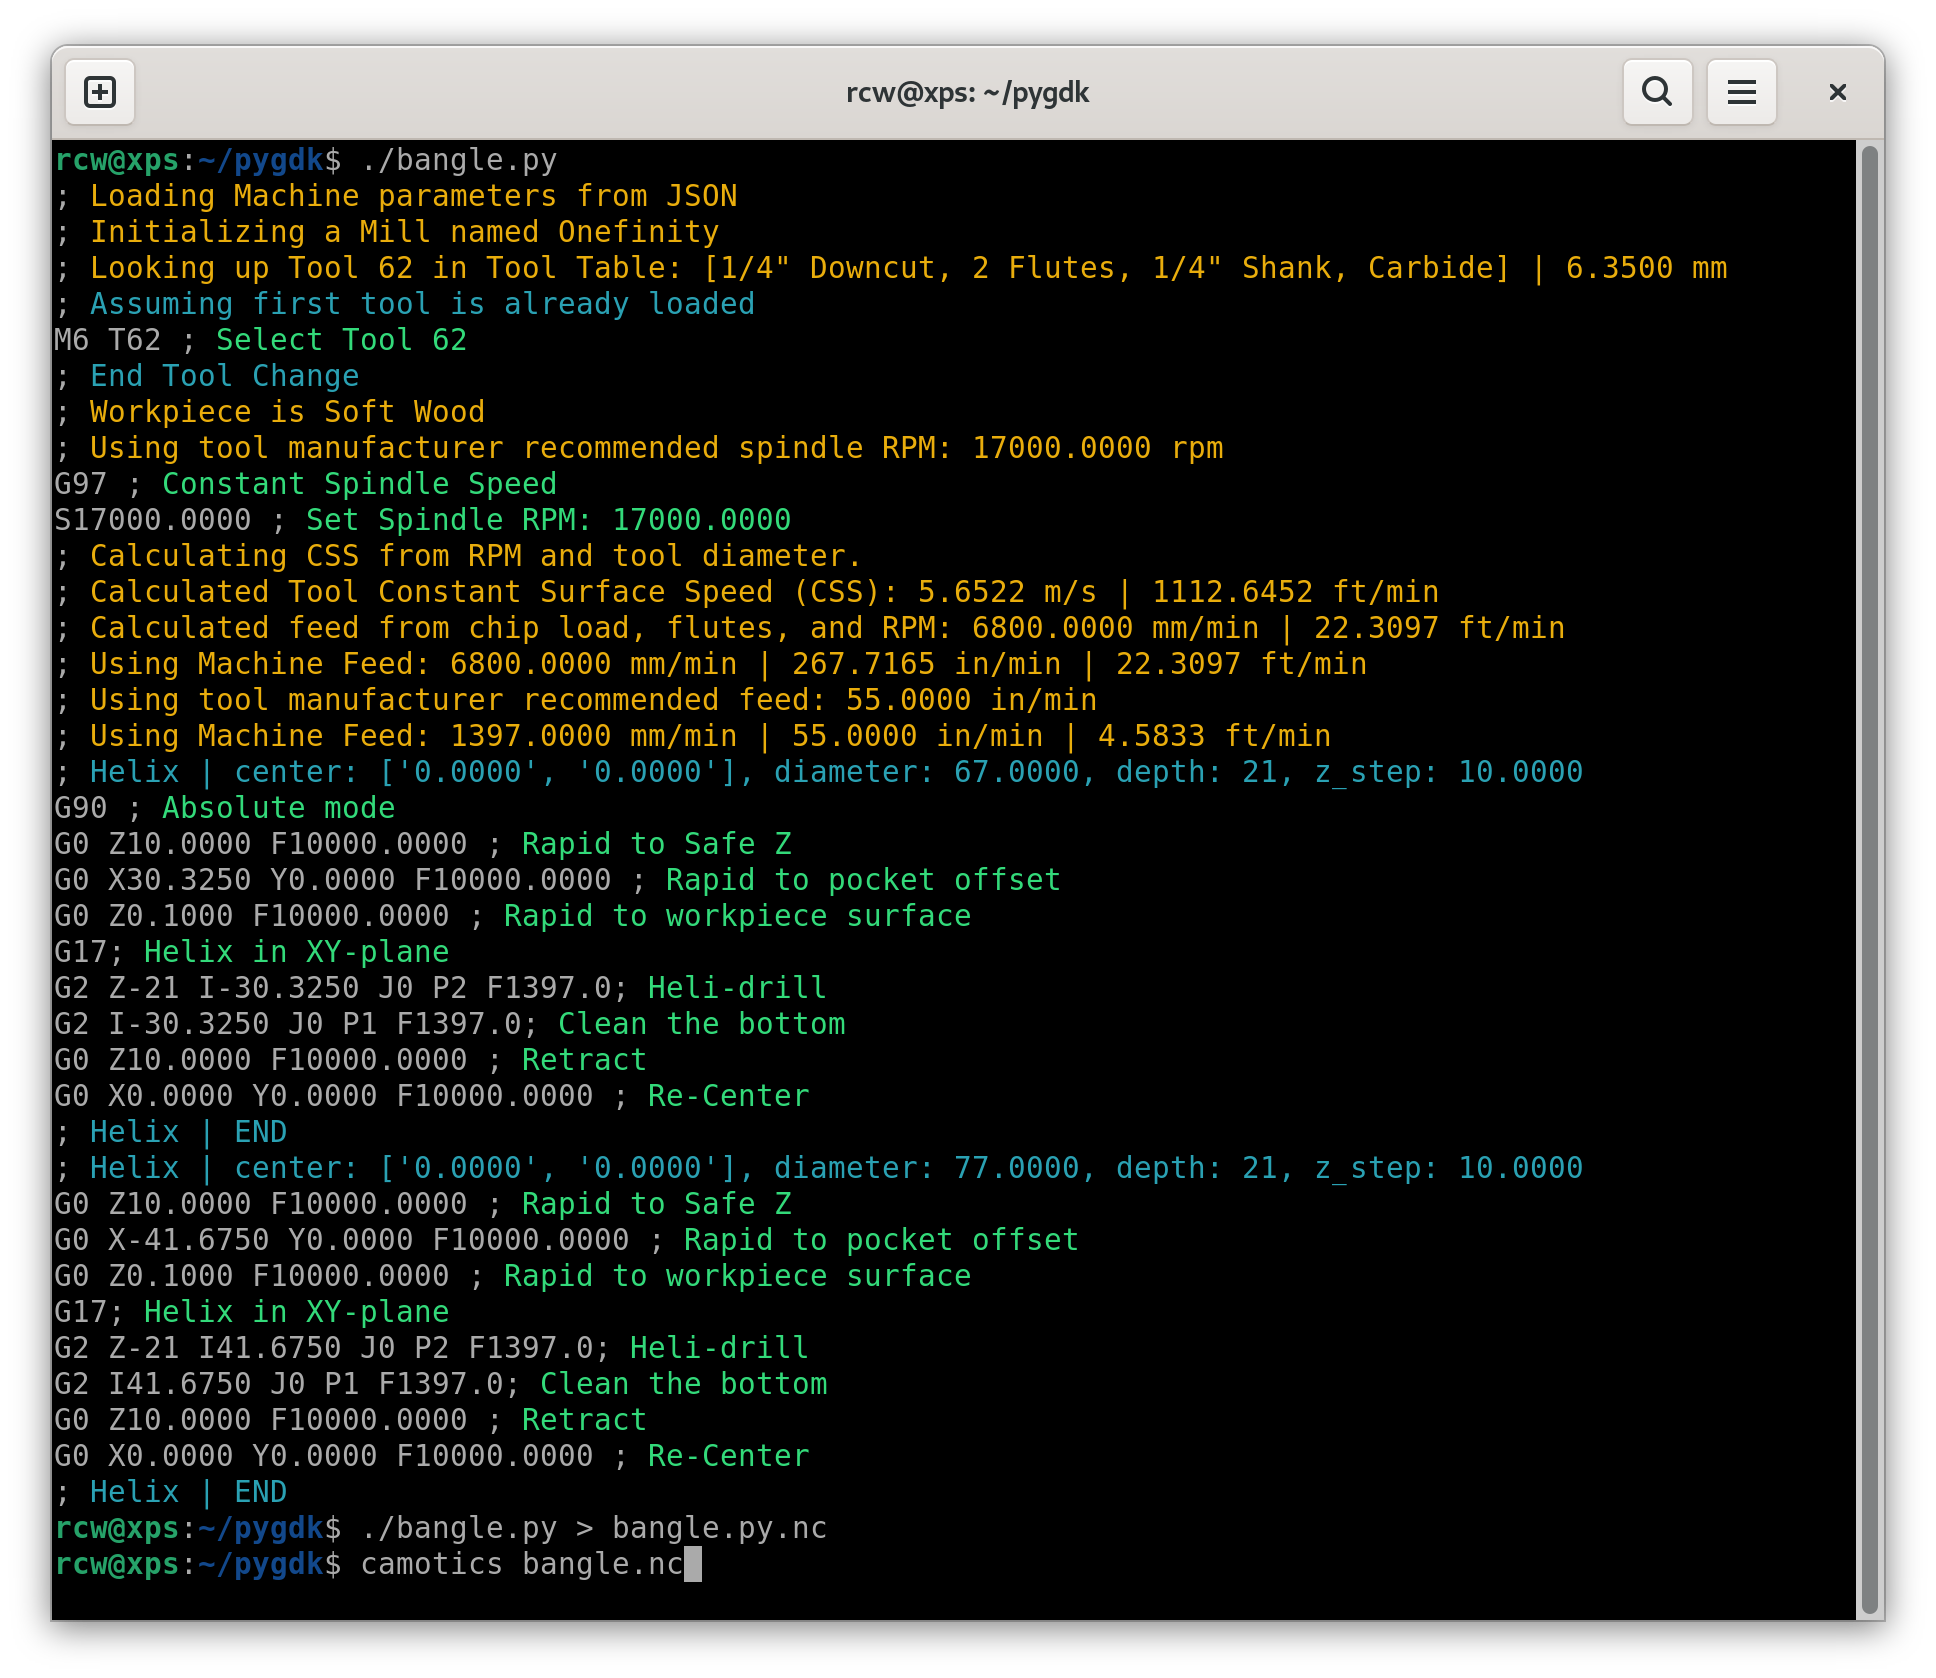 rcw@xps: ~/pygdk
rcw@xps:~/pygdk$ ./bangle.py
; Loading Machine parameters from JSON
; Initializing a Mill named Onefinity
; Looking up Tool 62 in Tool Table: [1/4" Downcut, 2 Flutes, 1/4" Shank, Carbide] | 6.3500 mm
; Assuming first tool is already loaded
M6 T62 ; Select Tool 62
; End Tool Change
; Workpiece is Soft Wood
; Using tool manufacturer recommended spindle RPM: 17000.0000 rpm
G97 ; Constant Spindle Speed
S17000.0000 ; Set Spindle RPM: 17000.0000
; Calculating CSS from RPM and tool diameter.
; Calculated Tool Constant Surface Speed (CSS): 5.6522 m/s | 1112.6452 ft/min
; Calculated feed from chip load, flutes, and RPM: 6800.0000 mm/min | 22.3097 ft/min
; Using Machine Feed: 6800.0000 mm/min | 267.7165 in/min | 22.3097 ft/min
; Using tool manufacturer recommended feed: 55.0000 in/min
; Using Machine Feed: 1397.0000 mm/min | 55.0000 in/min | 4.5833 ft/min
; Helix | center: ['0.0000', '0.0000'], diameter: 67.0000, depth: 21, z_step: 10.0000
G90 ; Absolute mode
G0 Z10.0000 F10000.0000 ; Rapid to Safe Z
G0 X30.3250 Y0.0000 F10000.0000 ; Rapid to pocket offset
G0 Z0.1000 F10000.0000 ; Rapid to workpiece surface
G17; Helix in XY-plane
G2 Z-21 I-30.3250 J0 P2 F1397.0; Heli-drill
G2 I-30.3250 J0 P1 F1397.0; Clean the bottom
G0 Z10.0000 F10000.0000 ; Retract
G0 X0.0000 Y0.0000 F10000.0000 ; Re-Center
; Helix | END
; Helix | center: ['0.0000', '0.0000'], diameter: 77.0000, depth: 21, z_step: 10.0000
G0 Z10.0000 F10000.0000 ; Rapid to Safe Z
G0 X-41.6750 Y0.0000 F10000.0000 ; Rapid to pocket offset
G0 Z0.1000 F10000.0000 ; Rapid to workpiece surface
G17; Helix in XY-plane
G2 Z-21 I41.6750 J0 P2 F1397.0; Heli-drill
G2 I41.6750 J0 P1 F1397.0; Clean the bottom
G0 Z10.0000 F10000.0000 ; Retract
G0 X0.0000 Y0.0000 F10000.0000 ; Re-Center
; Helix | END
rcw@xps:~/pygdk$ ./bangle.py > bangle.py.nc
rcw@xps:~/pygdk$ camotics bangle.nc